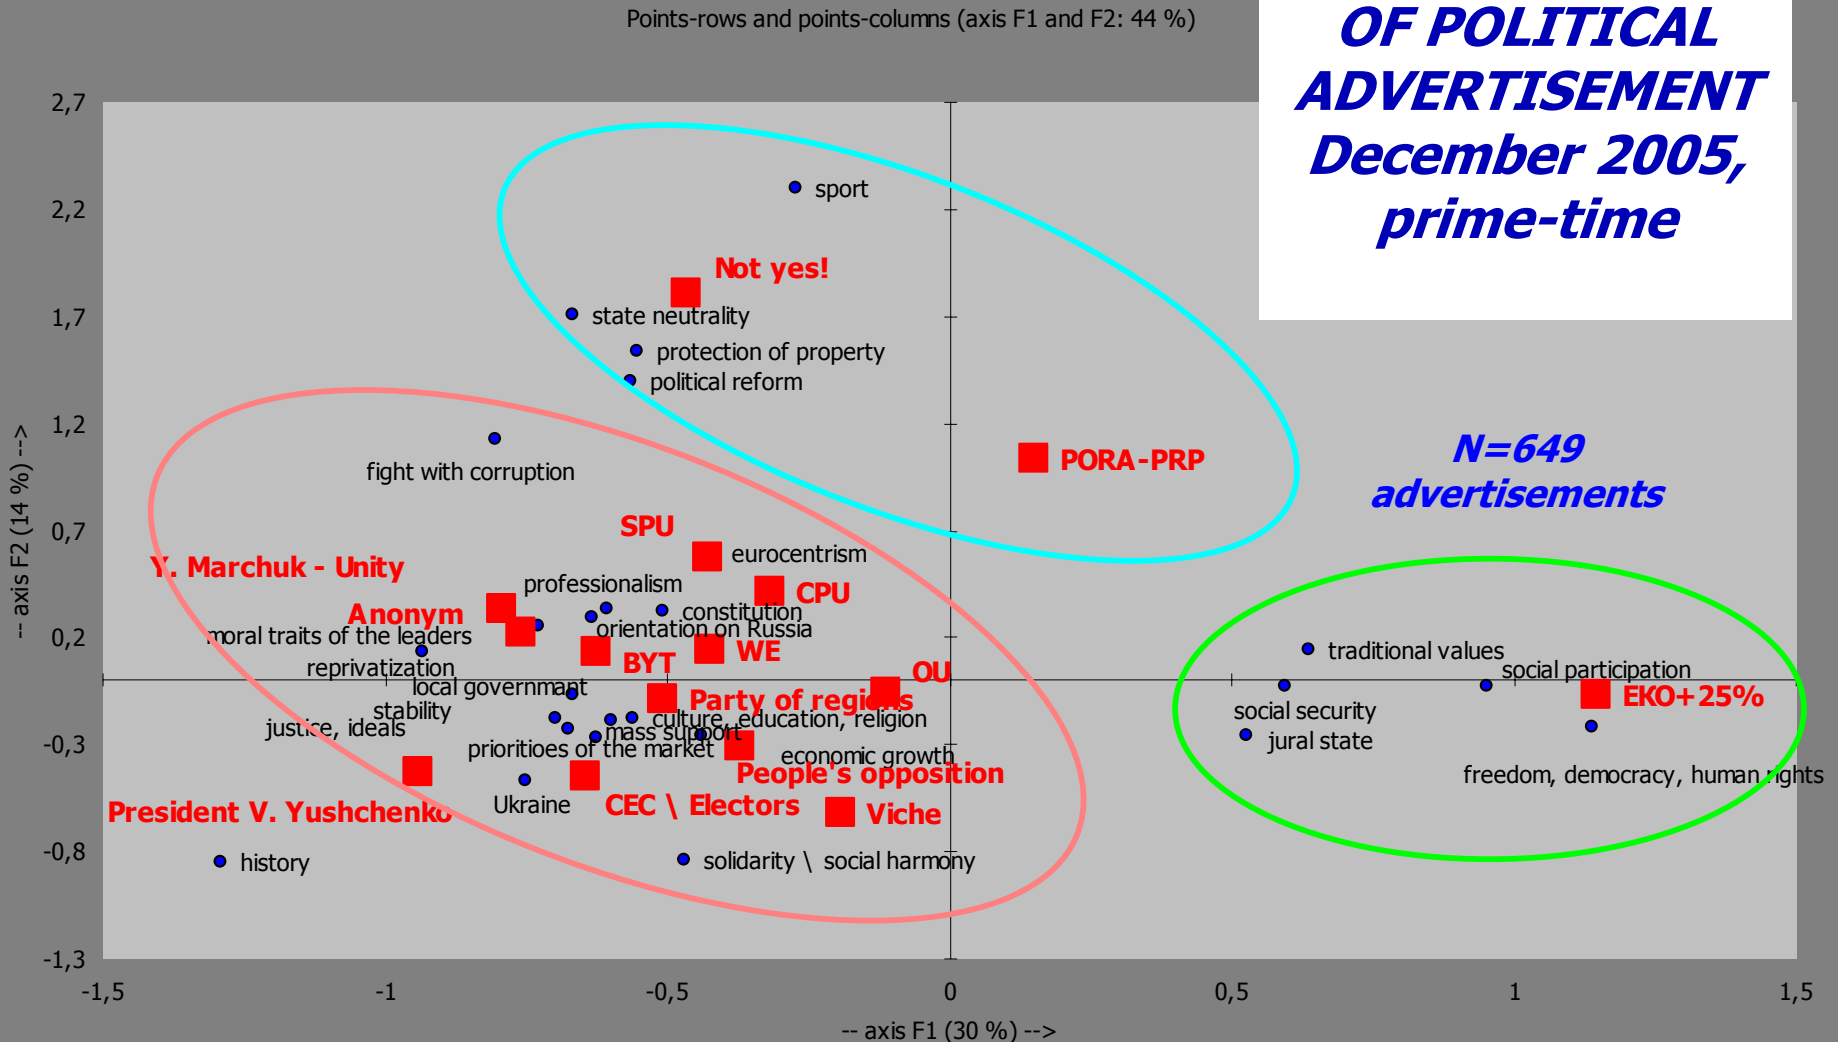 Points-rows and points-columns (axis F1 and F2: 44 %)
OF POLITICAL
ADVERTISEMENT
December 2005,
prime-time
2,7
2,2
1,7
1,2
0,7
0,2
-0,3
-0,8
-1,3
-- axis F2 (14 %) -->
sport
Not yes!
state neutrality
protection of property
political reform
fight with corruption
PORA-PRP
N=649
advertisements
SPU
eurocentrism
Y. Marchuk - Unity
professionalism
CPU
Anonym
constitution
orientation on Russia
moral traits of the leaders
WE
BYT
reprivatization
OU
local governmant
Party of regions
stability
culture, education, religion
justice, ideals
mass support
prioritioes of the market
economic growth
People's opposition
Ukraine
CEC \ Electors
President V. Yushchenko
Viche
history
solidarity \ social harmony
traditional values
social participation
EKO+25%
social security
jural state
freedom, democracy, human rights
-1,5
-1
-0,5
0
0,5
1
1,5
-- axis F1 (30 %) -->